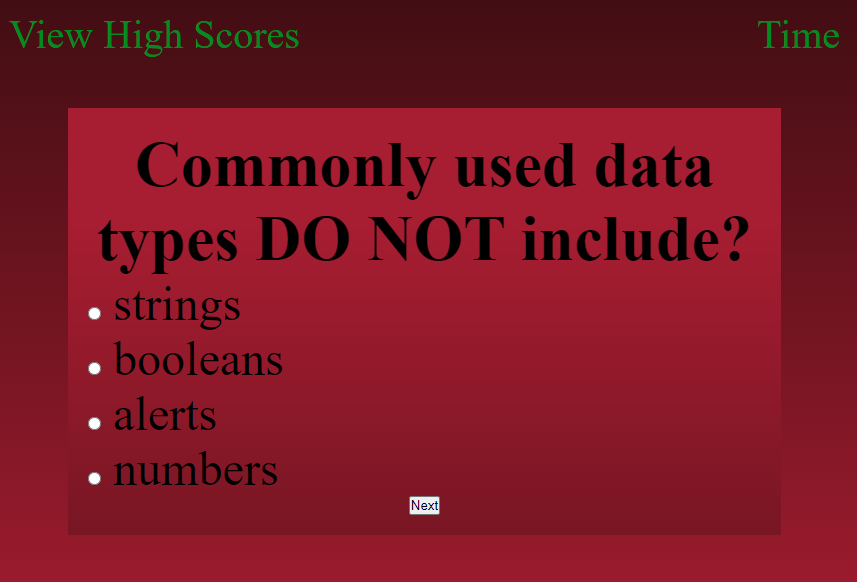 View High Scores
Time
Commonly used data
types DO NOT include?
strings
booleans
alerts
numbers
Next